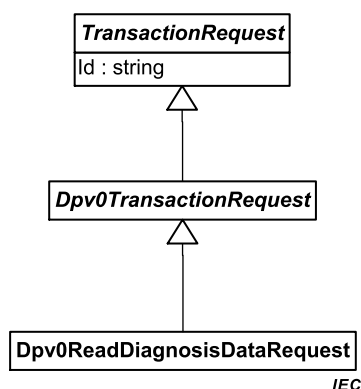 TransactionRequest
Id : string
Dpv0TransactionRequest
Dpv0ReadDiagnosisDataRequest
IEC